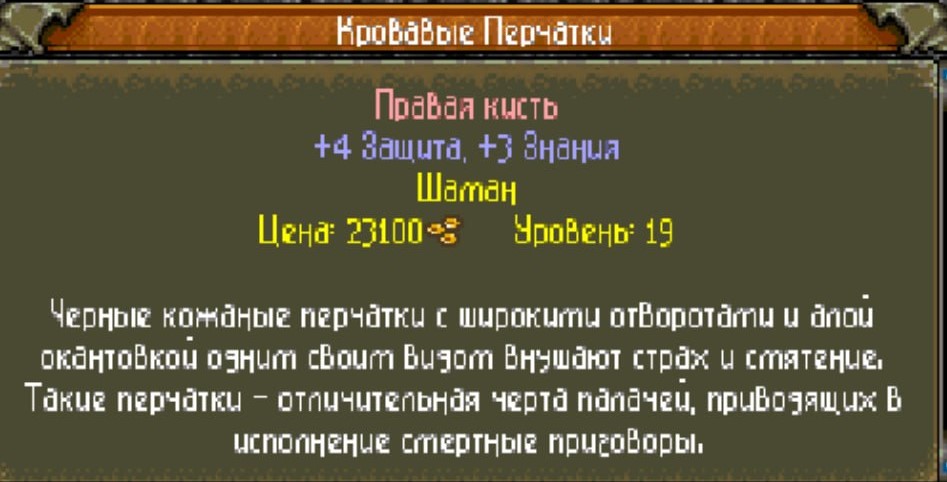 Кровавые Перчатки
Правая кисть
+4 Защита, +3 Знания
Шаман
Цена: 23100 Уровень: 19
Черные кожаные перчатки с широкими отворотами и алой
окантовкой одним своим видом внушают страх и смятение.
Такие перчатки - отличительная черта палачей, приводящих в
исполнение смертные приговоры.